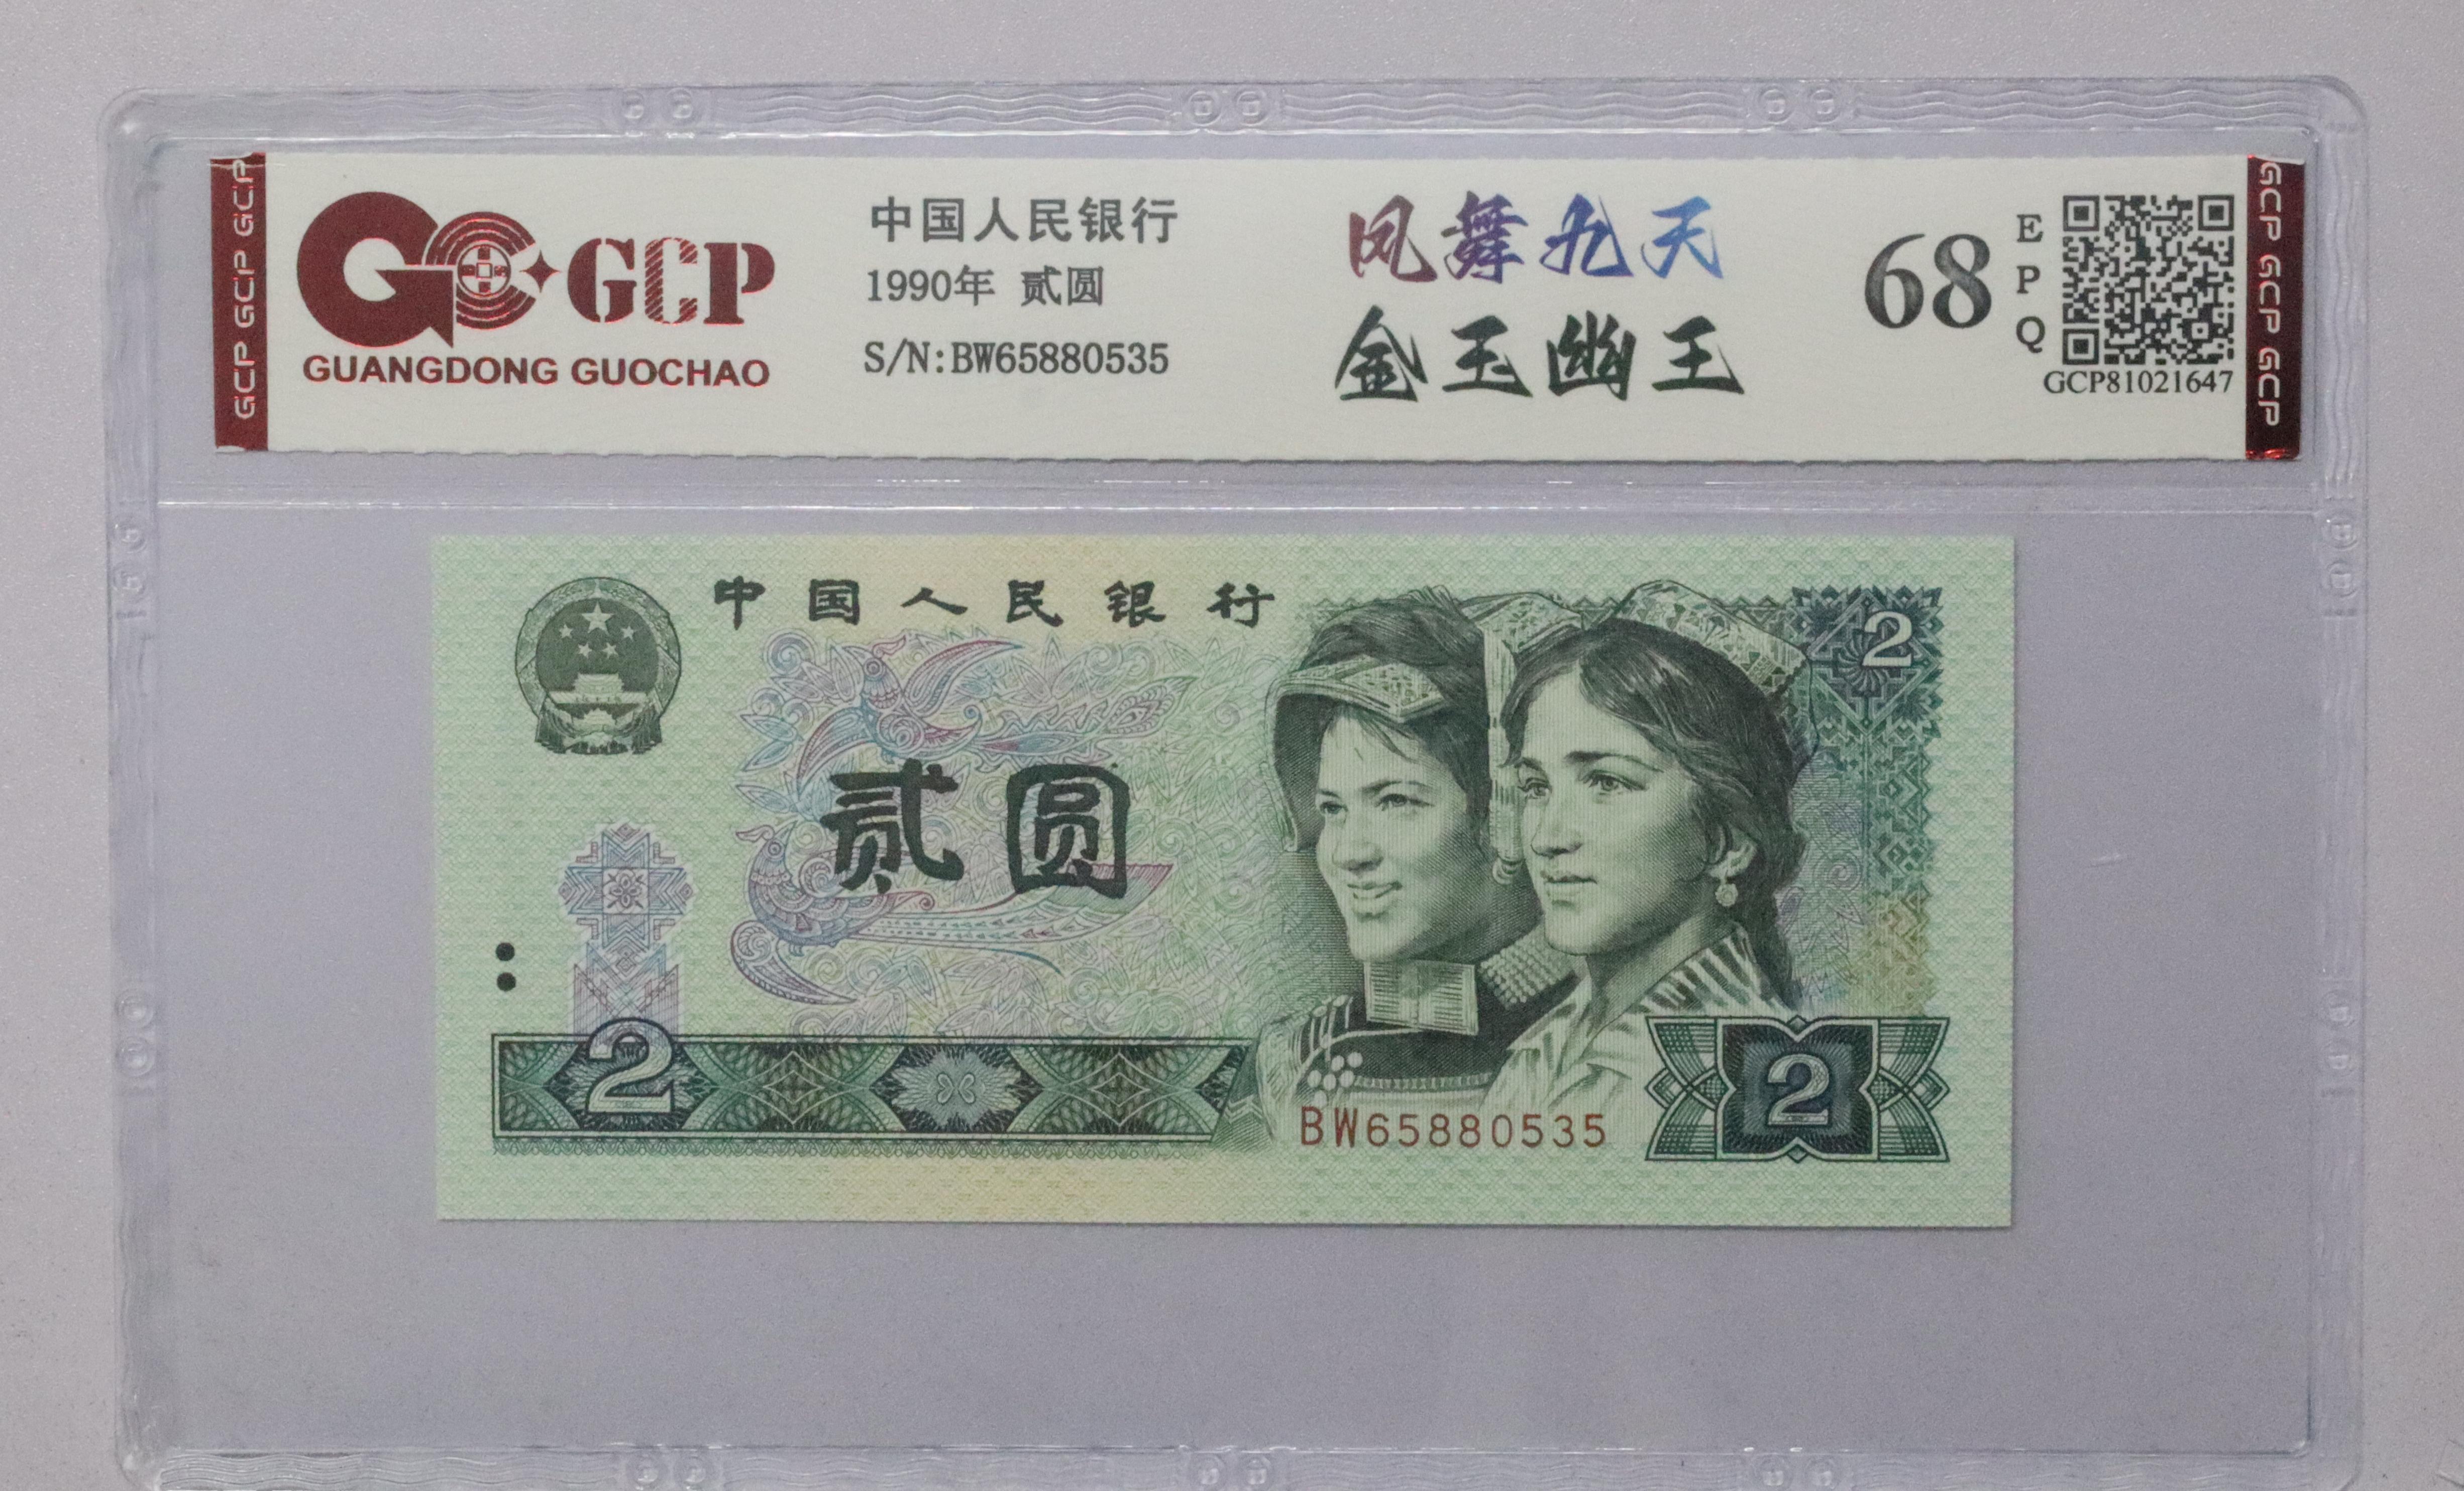 GCP GCP GCP
GCP
GUANGDONG GUOCHAO
中国人民银行
1990年 贰圆
S/N:BW65880535
凤舞九天
金玉幽王
68
EPQ
GCP81021647
GCP GCP GCP
中国人民银行
2
贰圆
2
BW65880535
2